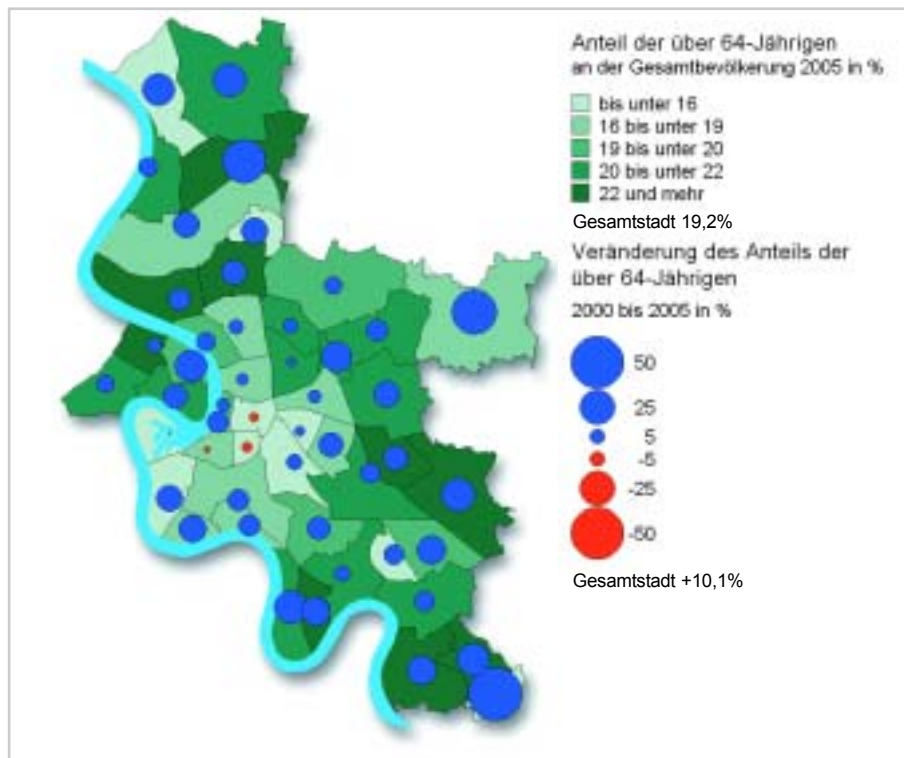 Anteil der über 64-Jährigen
an der Gesamtbevölkerung 2005 in %
bis unter 16
16 bis unter 19
19 bis unter 20
20 bis unter 22
22 und mehr
Gesamtstadt 19,2%
Veränderung des Anteils der
über 64-Jährigen
2000 bis 2005 in %
50
25
5
-5
-25
-50
Gesamtstadt +10,1%